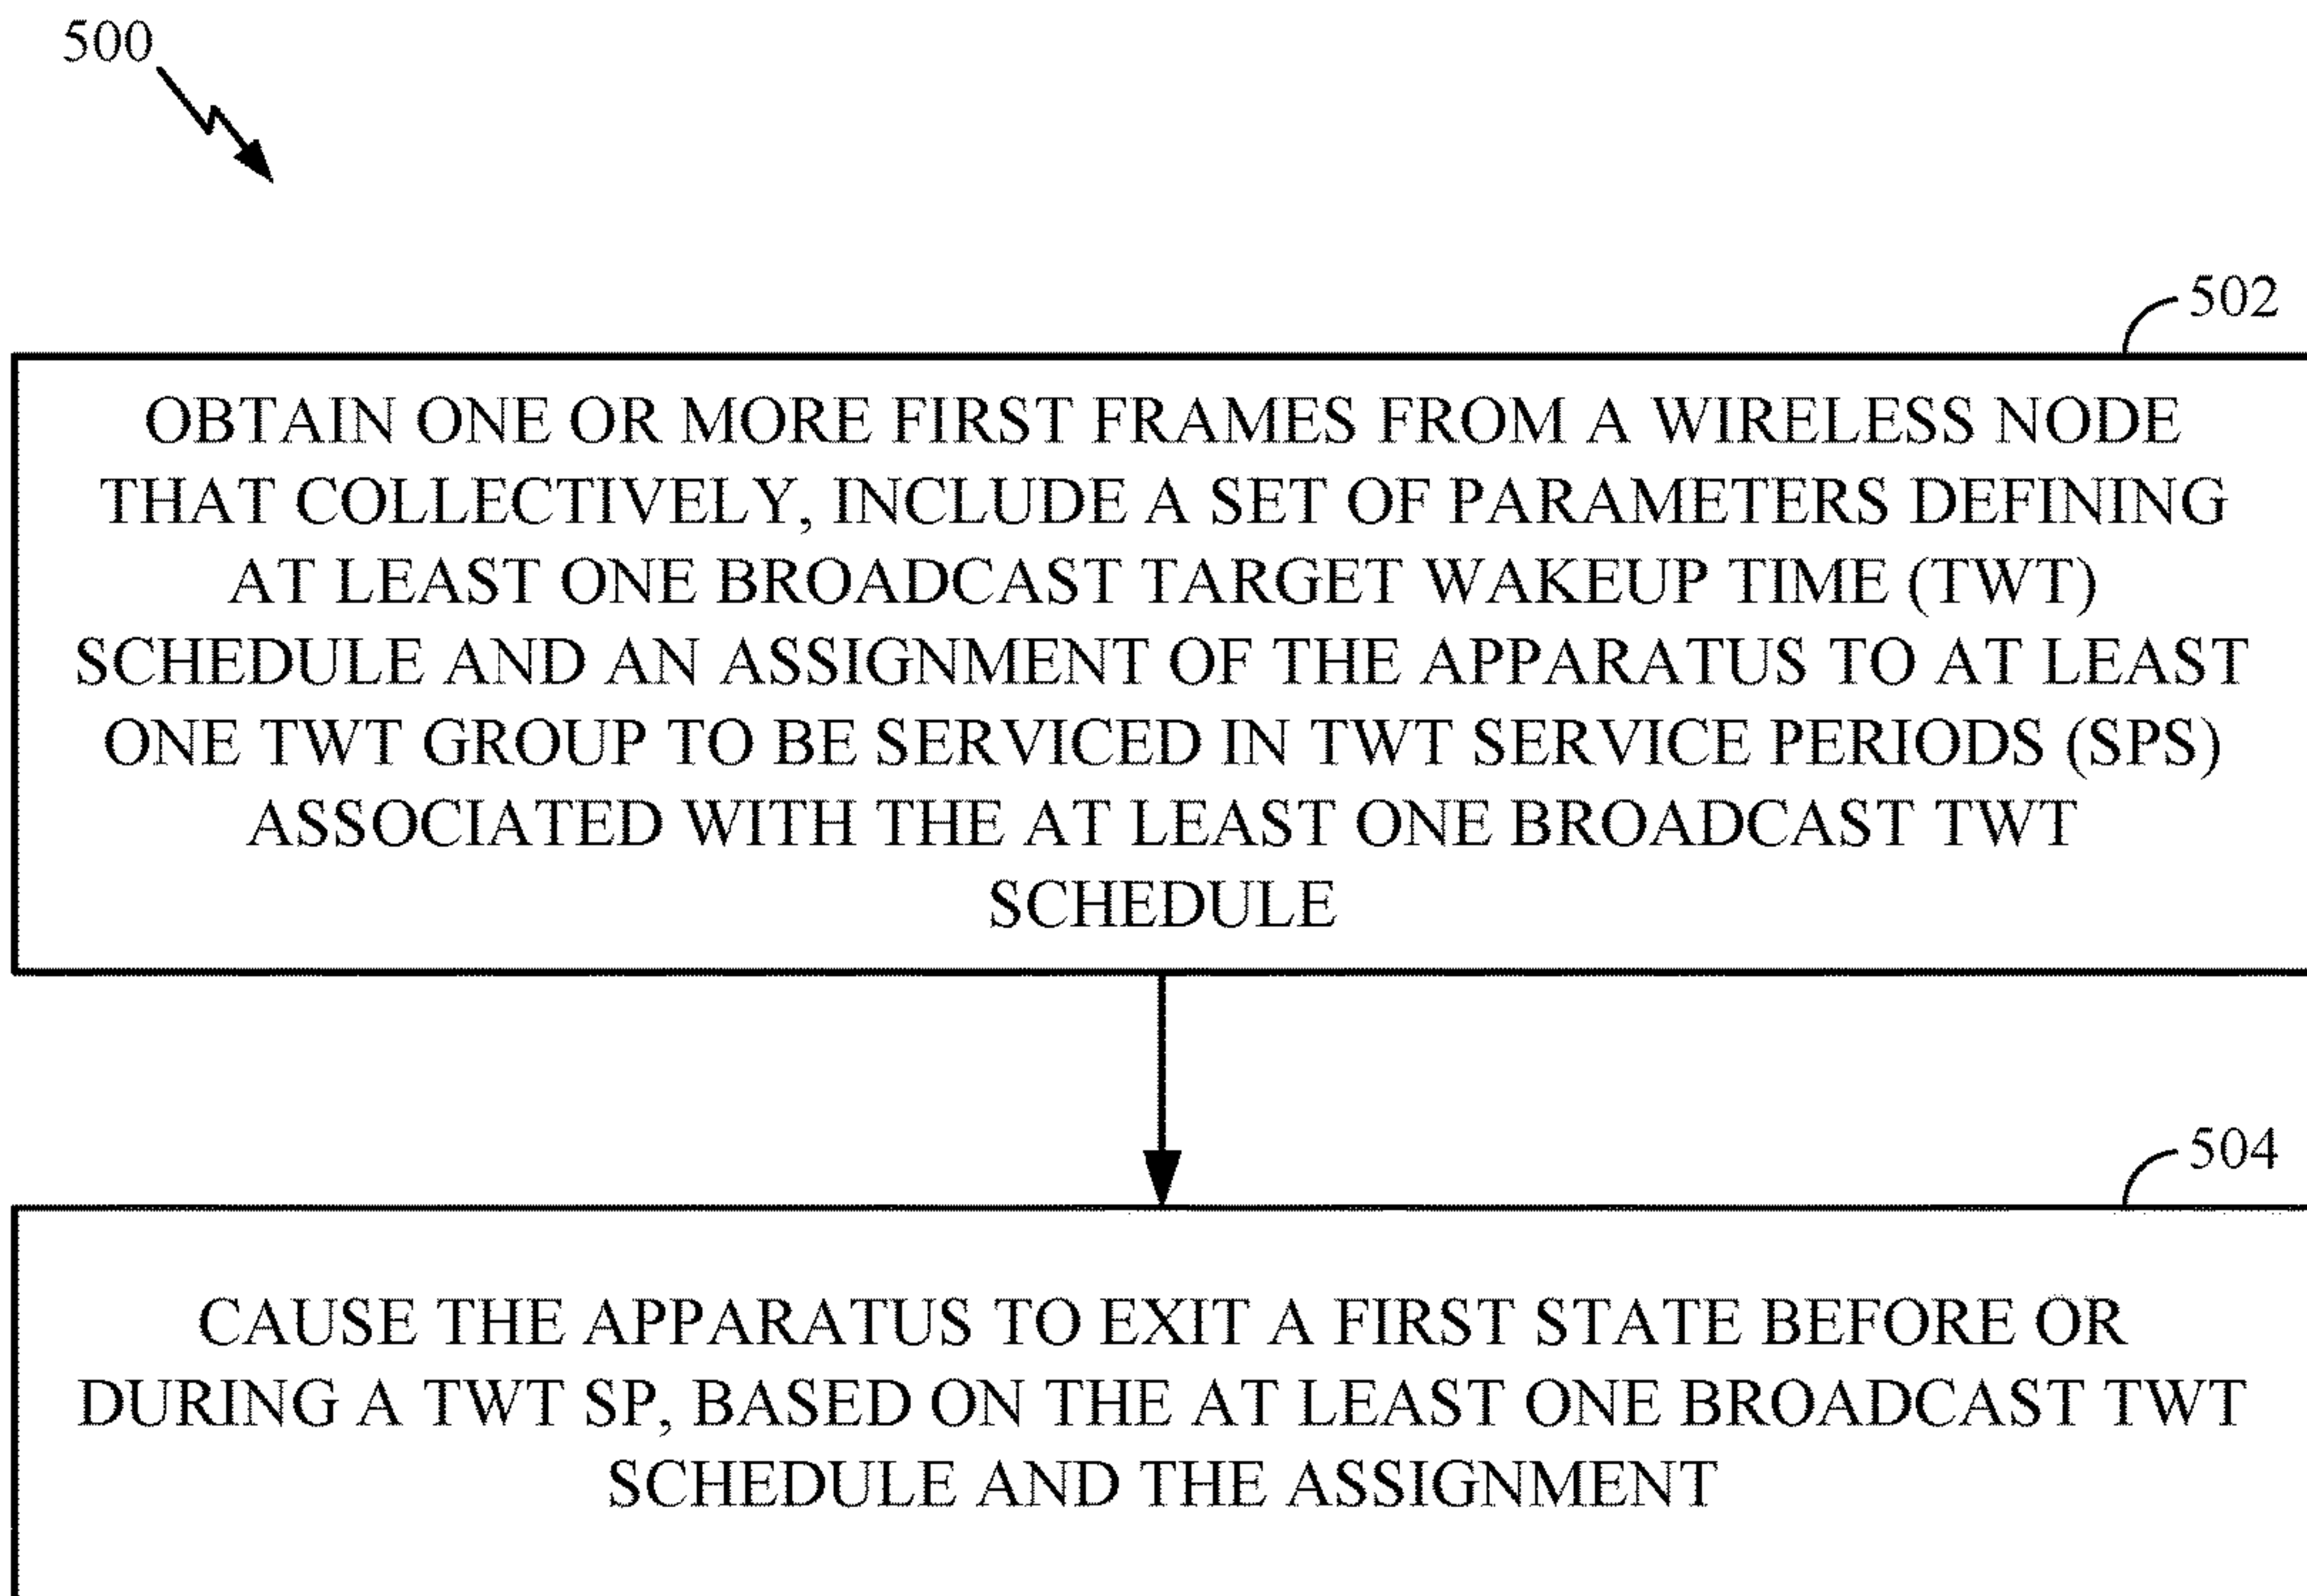 500
502
OBTAIN ONE OR MORE FIRST FRAMES FROM A WIRELESS NODE
THAT COLLECTIVELY, INCLUDE A SET OF PARAMETERS DEFINING
AT LEAST ONE BROADCAST TARGET WAKEUP TIME (TWT)
SCHEDULE AND AN ASSIGNMENT OF THE APPARATUS TO AT LEAST
ONE TWT GROUP TO BE SERVICED IN TWT SERVICE PERIODS (SPS)
ASSOCIATED WITH THE AT LEAST ONE BROADCAST TWT
SCHEDULE
504
CAUSE THE APPARATUS TO EXIT A FIRST STATE BEFORE OR
DURING A TWT SP, BASED ON THE AT LEAST ONE BROADCAST TWT
SCHEDULE AND THE ASSIGNMENT